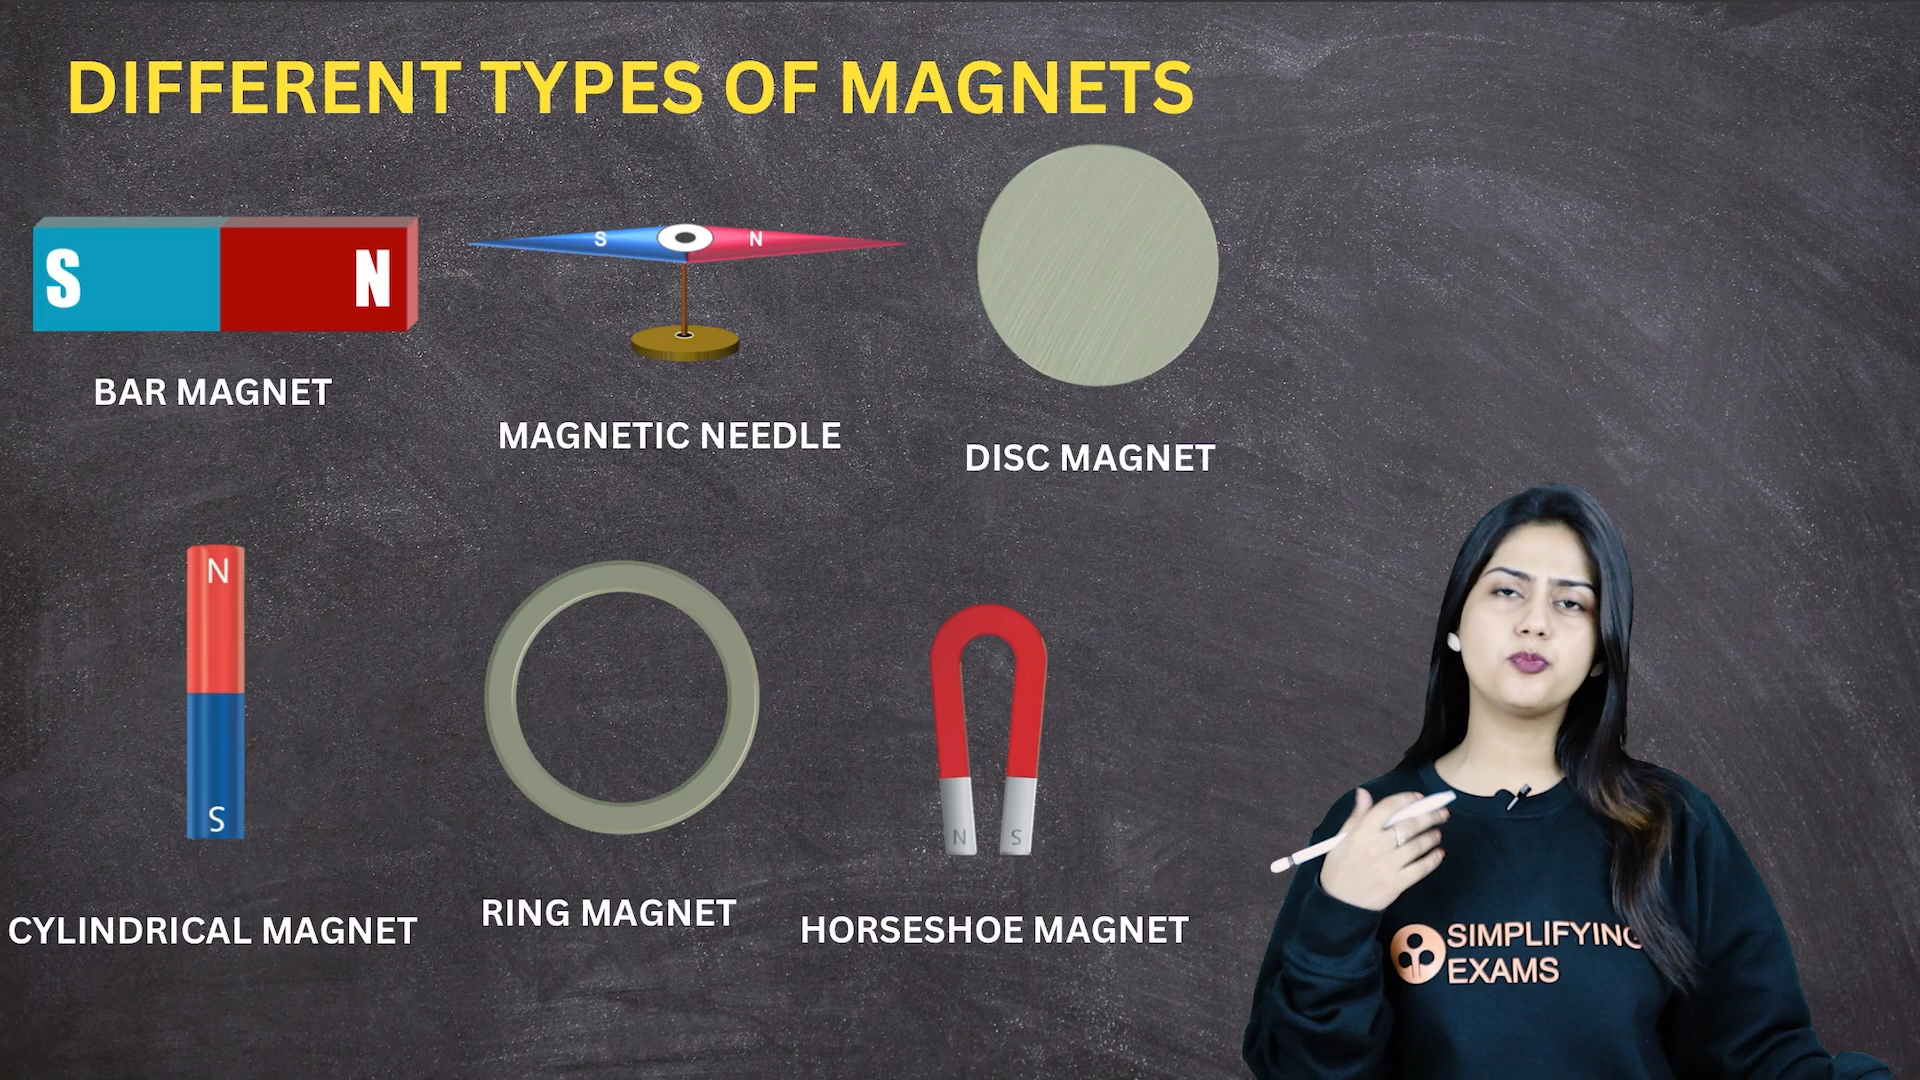 DIFFERENT TYPES OF MAGNETS
S N
BAR MAGNET
S N
MAGNETIC NEEDLE
DISC MAGNET
N
S
CYLINDRICAL MAGNET
RING MAGNET
N S
HORSESHOE MAGNET
SIMPLIFYING
EXAMS